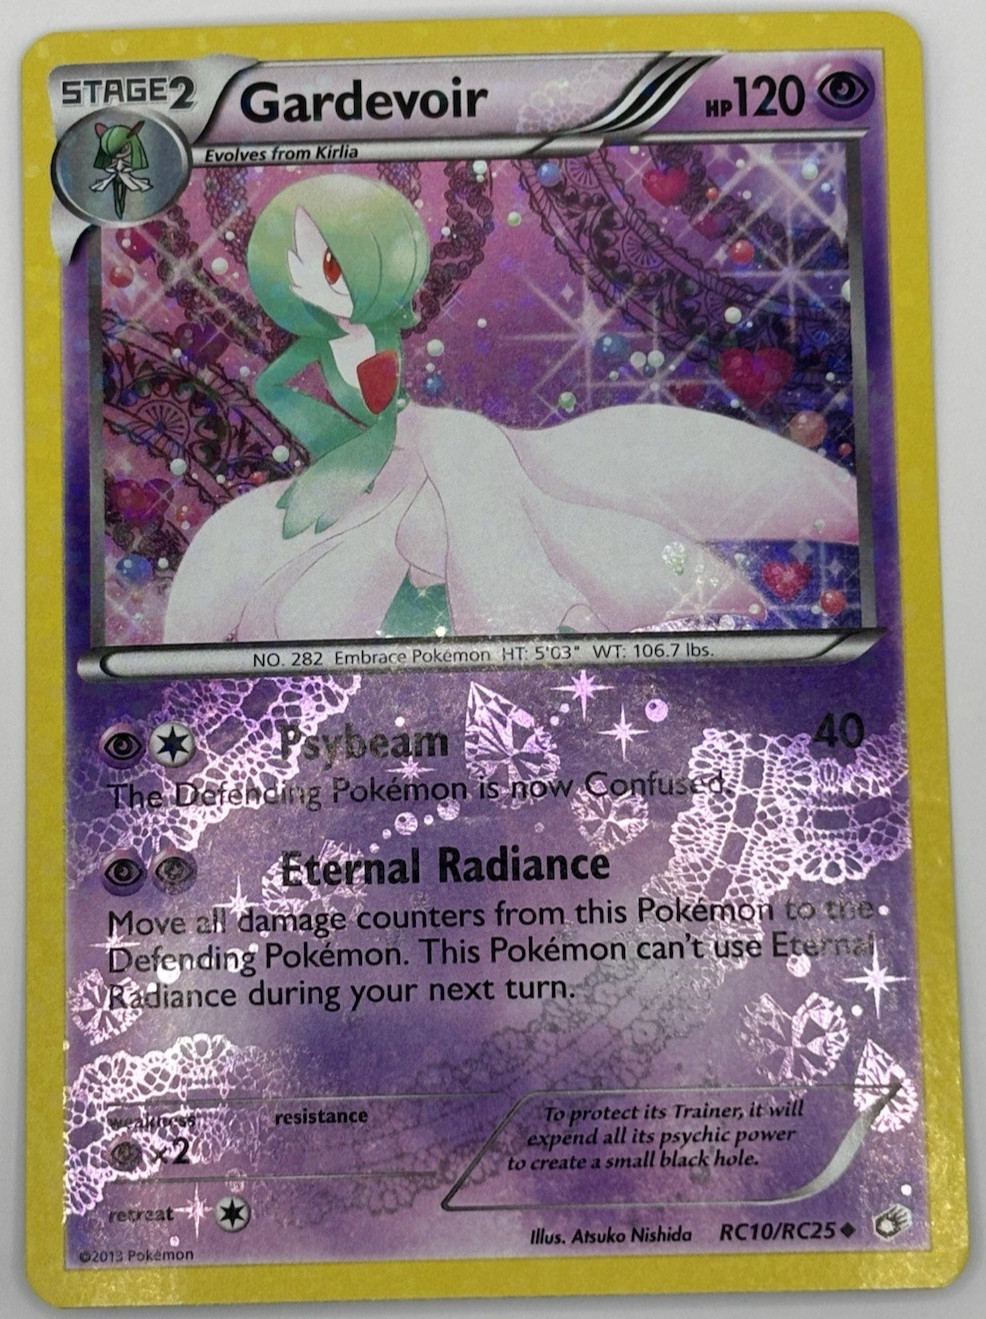 STAGE2 Gardevoir HP120
Evolves from Kirlia
NO. 282 Embrace Pokémon HT: 5'03" WT: 106.7 lbs.
Psybeam 40
The Defending Pokémon is now Confused.
Eternal Radiance
Move all damage counters from this Pokémon to the
Defending Pokémon. This Pokémon can't use Eternal
Radiance during your next turn.
weakness resistance
×2
To protect its Trainer, it will
expend all its psychic power
to create a small black hole.
retreat
Illus. Atsuko Nishida RC10/RC25
©2013 Pokémon